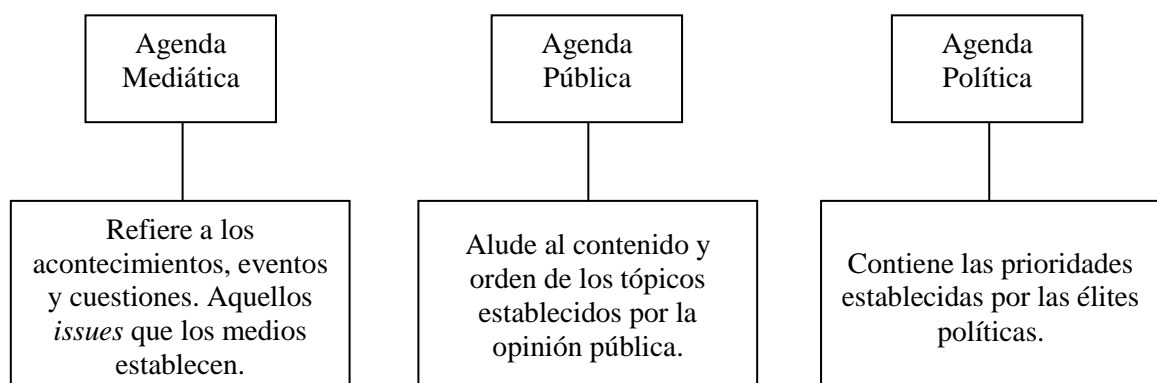 Agenda
Mediática
Agenda
Pública
Agenda
Política
Refiere a los
acontecimientos, eventos
y cuestiones. Aquellos
issues que los medios
establecen.
Alude al contenido y
orden de los tópicos
establecidos por la
opinión pública.
Contiene las prioridades
establecidas por las élites
políticas.